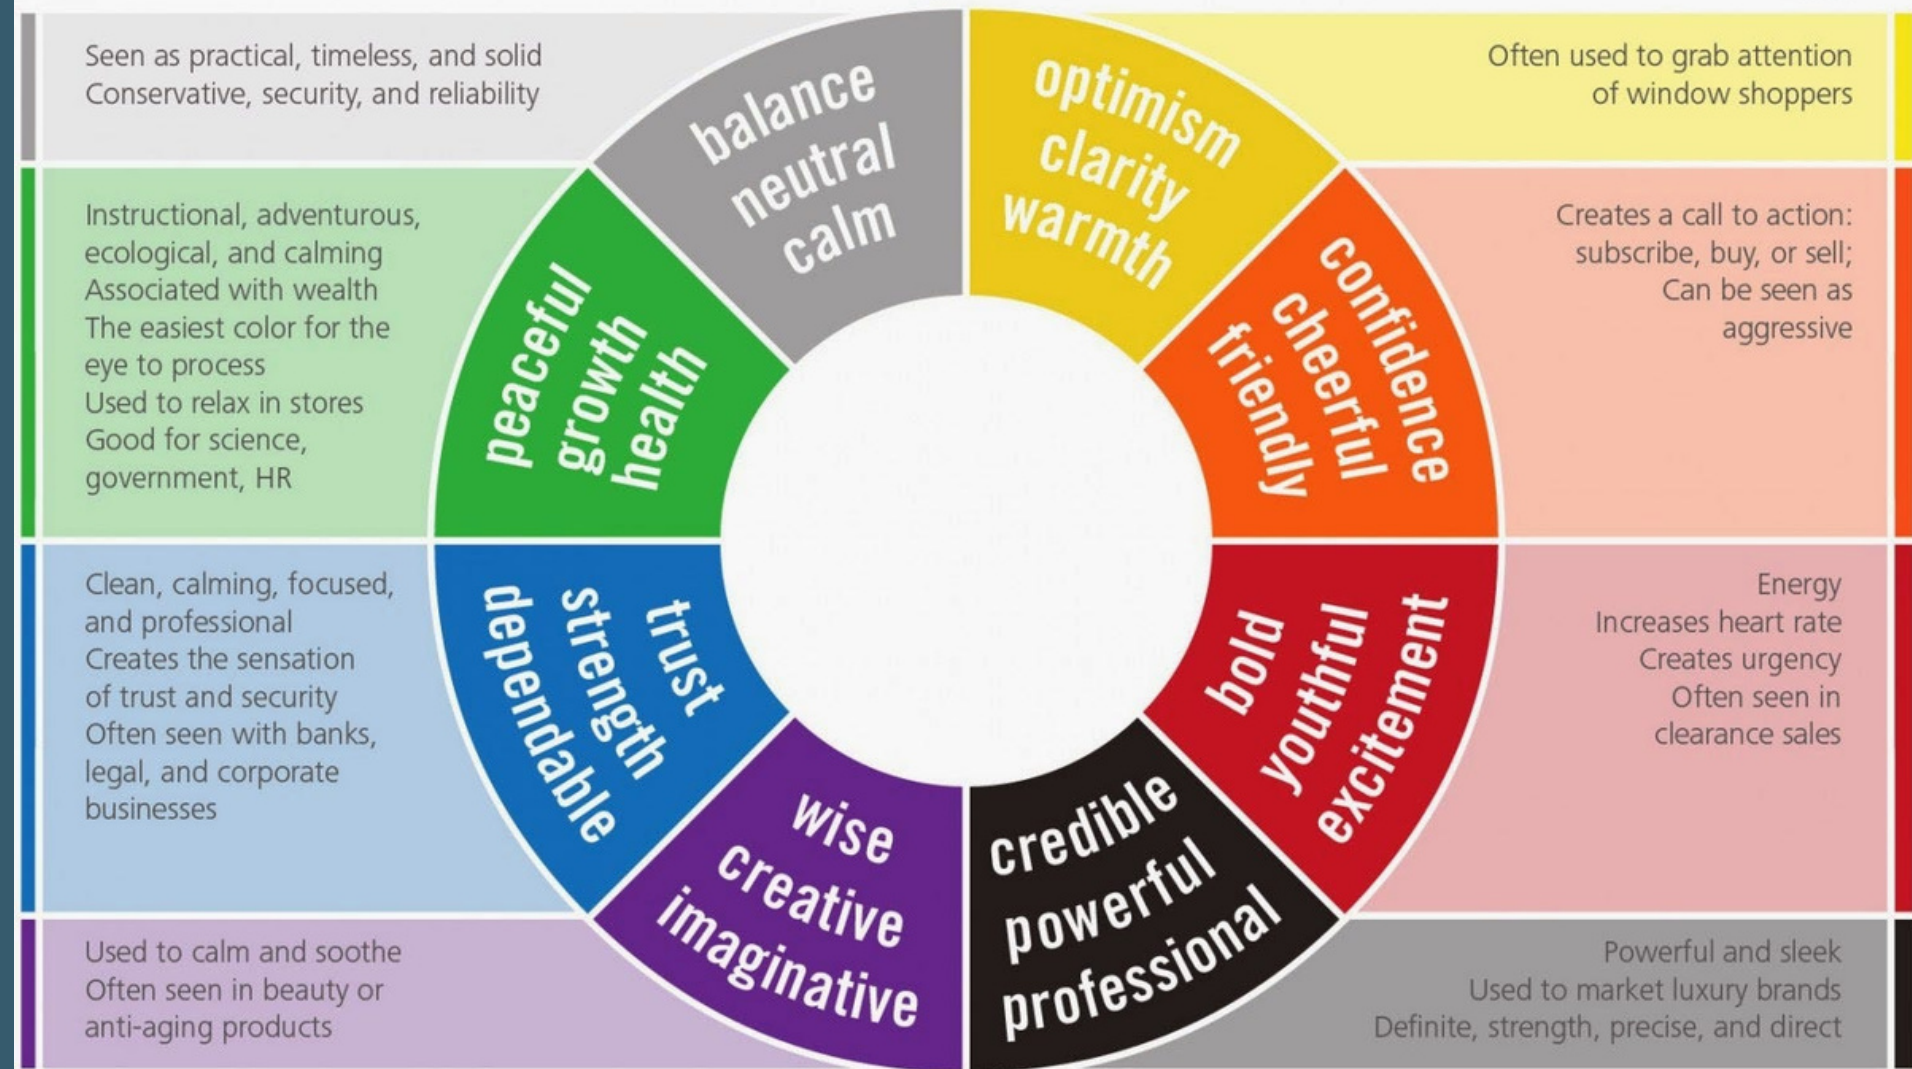 Seen as practical, timeless, and solid
Conservative, security, and reliability
balance
neutral
calm
optimism
clarity
warmth
Often used to grab attention
of window shoppers
Instructional, adventurous,
ecological, and calming
Associated with wealth
The easiest color for the
eye to process
Used to relax in stores
Good for science,
government, HR
peaceful
growth
health
confidence
cheerful
friendly
Creates a call to action:
subscribe, buy, or sell;
Can be seen as
aggressive
Clean, calming, focused,
and professional
Creates the sensation
of trust and security
Often seen with banks,
legal, and corporate
businesses
trust
strength
dependable
bold
youthful
excitement
Energy
Increases heart rate
Creates urgency
Often seen in
clearance sales
Used to calm and soothe
Often seen in beauty or
anti-aging products
wise
creative
imaginative
credible
powerful
professional
Powerful and sleek
Used to market luxury brands
Definite, strength, precise, and direct